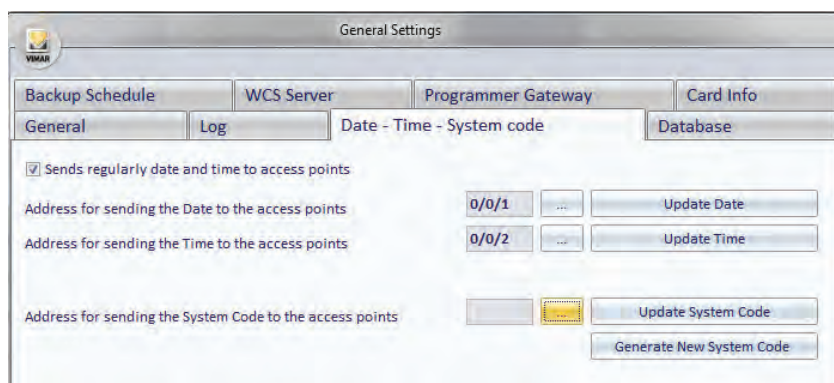 General Settings
VIMAR
Backup Schedule WCS Server Programmer Gateway Card Info
General Log Date - Time - System code Database
Sends regularly date and time to access points
Address for sending the Date to the access points 0/0/1 ... Update Date
Address for sending the Time to the access points 0/0/2 ... Update Time
Address for sending the System Code to the access points ... Update System Code
Generate New System Code